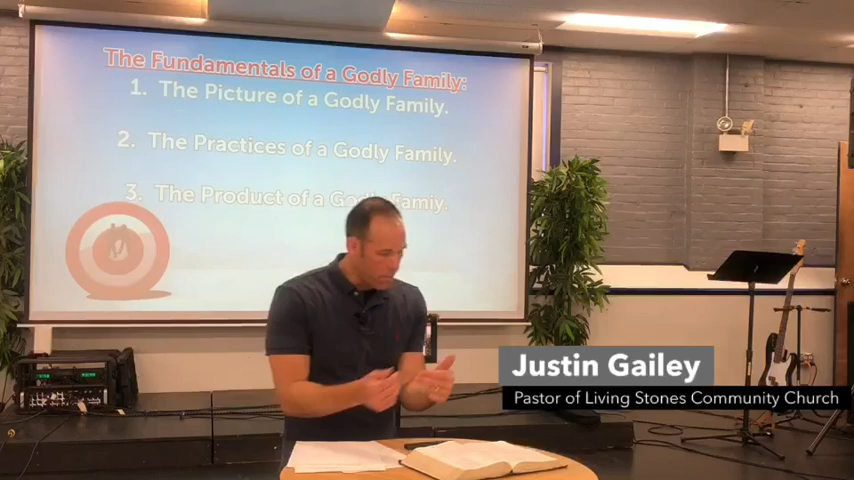 The Fundamentals of a Godly Family:
1. The Picture of a Godly Family.
2. The Practices of a Godly Family.
3. The Product of a Godly Famiy.
Justin Gailey
Pastor of Living Stones Community Church